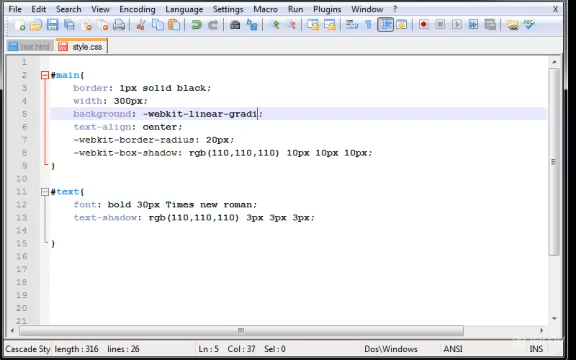 File Edit Search View Encoding Language Settings Macro Run Plugins Window ? X
test.html style.css
1
2 #main{
3 border: 1px solid black;
4 width: 300px;
5 background: -webkit-linear-gradi;
6 text-align: center;
7 -webkit-border-radius: 20px;
8 -webkit-box-shadow: rgb(110,110,110) 10px 10px 10px;
9 }
10
11 #text{
12 font: bold 30px Times new roman;
13 text-shadow: rgb(110,110,110) 3px 3px 3px;
14
15 }
16
17
18
19
20
21
Cascade Sty length : 316 lines : 26 Ln : 5 Col : 37 Sel : 0 Dos\Windows ANSI INS